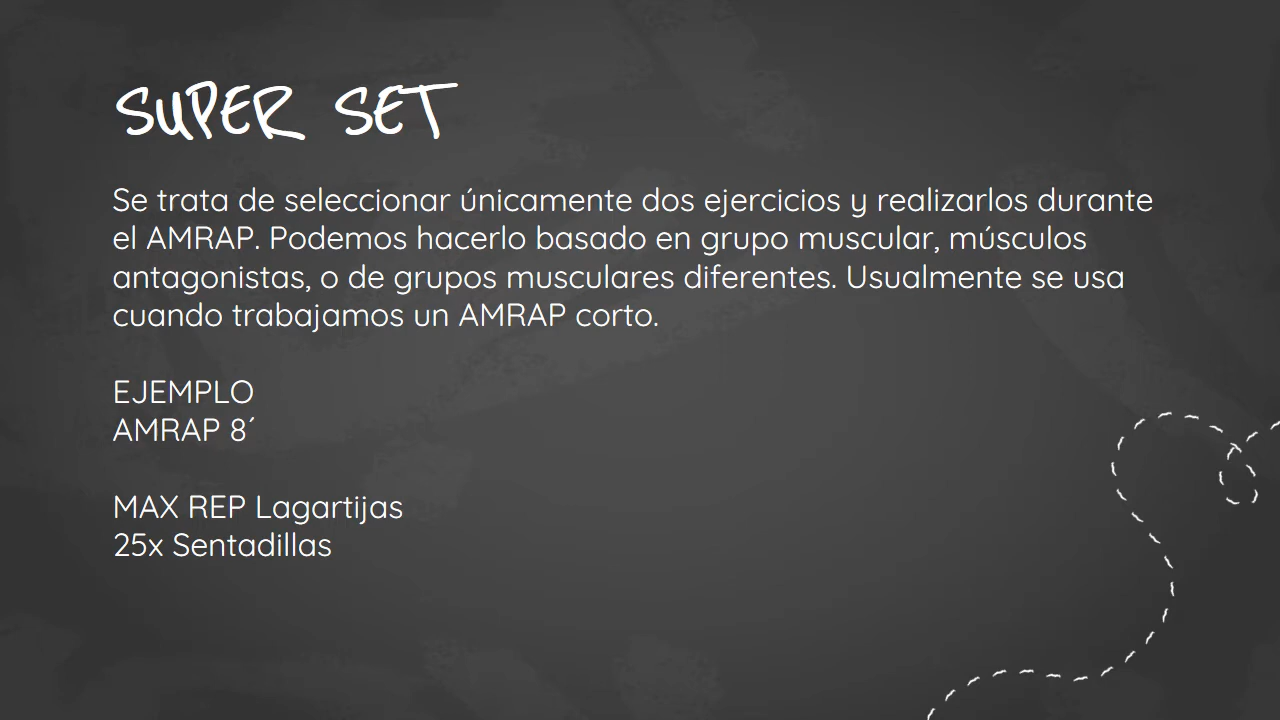 SUPER SET
Se trata de seleccionar únicamente dos ejercicios y realizarlos durante
el AMRAP. Podemos hacerlo basado en grupo muscular, músculos
antagonistas, o de grupos musculares diferentes. Usualmente se usa
cuando trabajamos un AMRAP corto.
EJEMPLO
AMRAP 8´
MAX REP Lagartijas
25x Sentadillas